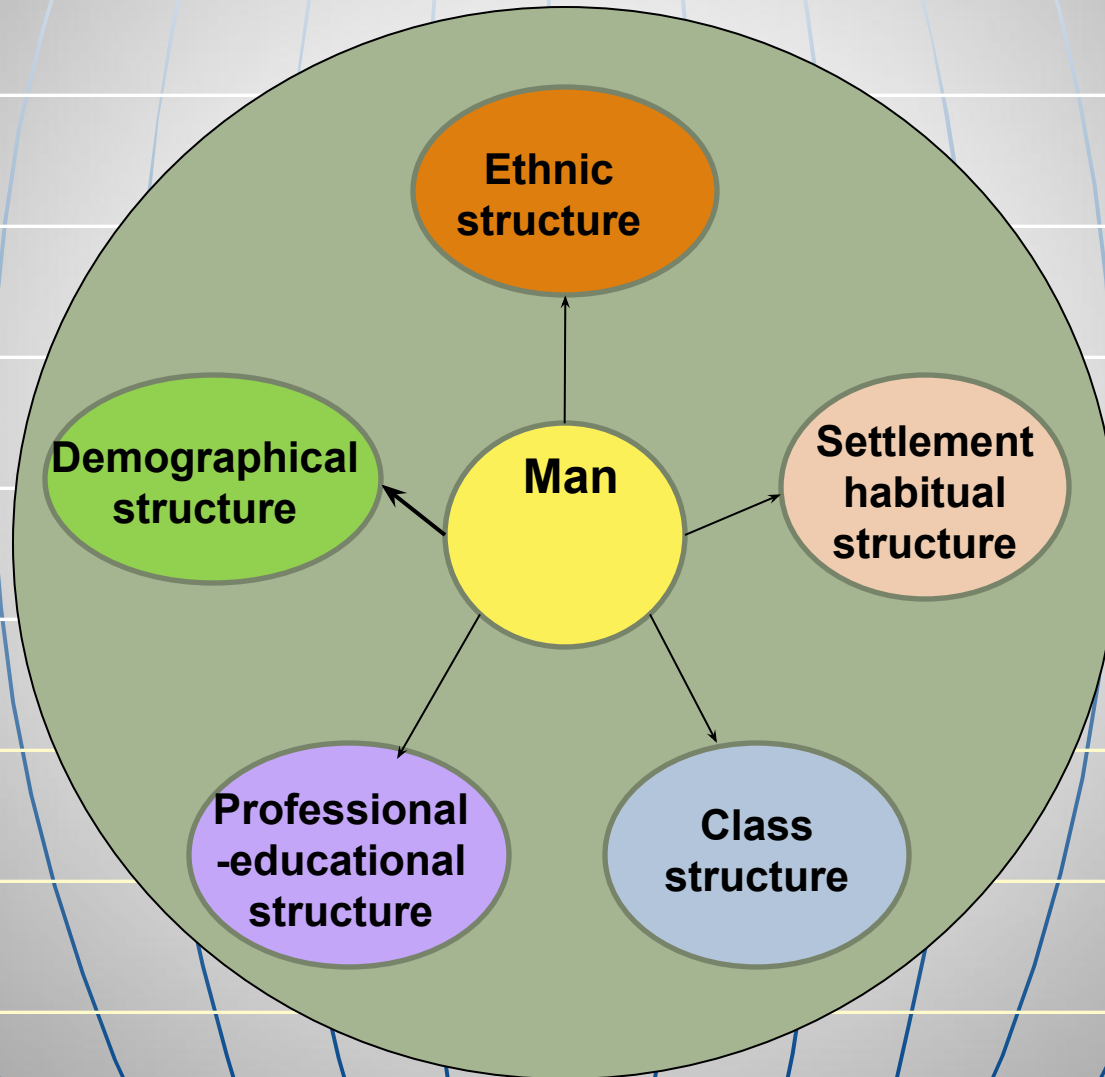 Ethnic
structure
Demographical
structure
Man
Settlement
habitual
structure
Professional
-educational
structure
Class
structure